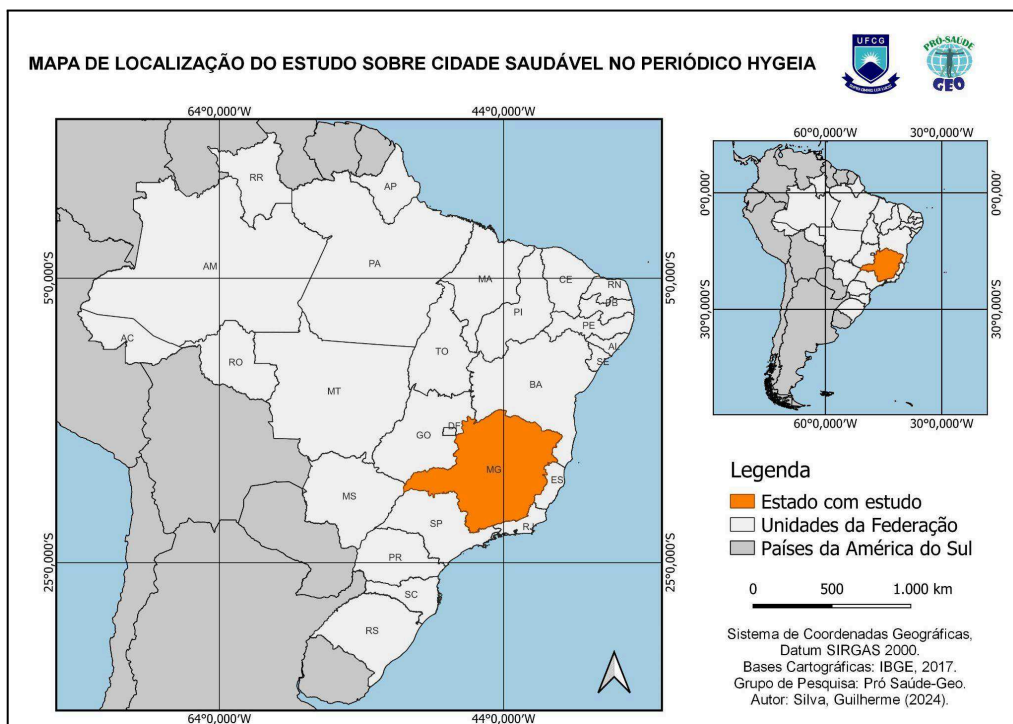 MAPA DE LOCALIZAÇÃO DO ESTUDO SOBRE CIDADE SAUDÁVEL NO PERIÓDICO HYGEIA
UFCG
PRÓ-SAÚDE
GEO
64°0,000'W 44°0,000'W
RR
AP
AM
PA
MA
CE
RN
PB
PI
PE
AL
SE
AC
RO
TO
BA
MT
DF
GO
MG
MS
ES
SP
RJ
PR
SC
RS
5°0,000'S
5°0,000'S
25°0,000'S
25°0,000'S
64°0,000'W 44°0,000'W
60°0,000'W 30°0,000'W
0°0,000'
0°0,000'
30°0,000'S
30°0,000'S
60°0,000'W 30°0,000'W
Legenda
Estado com estudo
Unidades da Federação
Países da América do Sul
0 500 1.000 km
Sistema de Coordenadas Geográficas,
Datum SIRGAS 2000.
Bases Cartográficas: IBGE, 2017.
Grupo de Pesquisa: Pró Saúde-Geo.
Autor: Silva, Guilherme (2024).